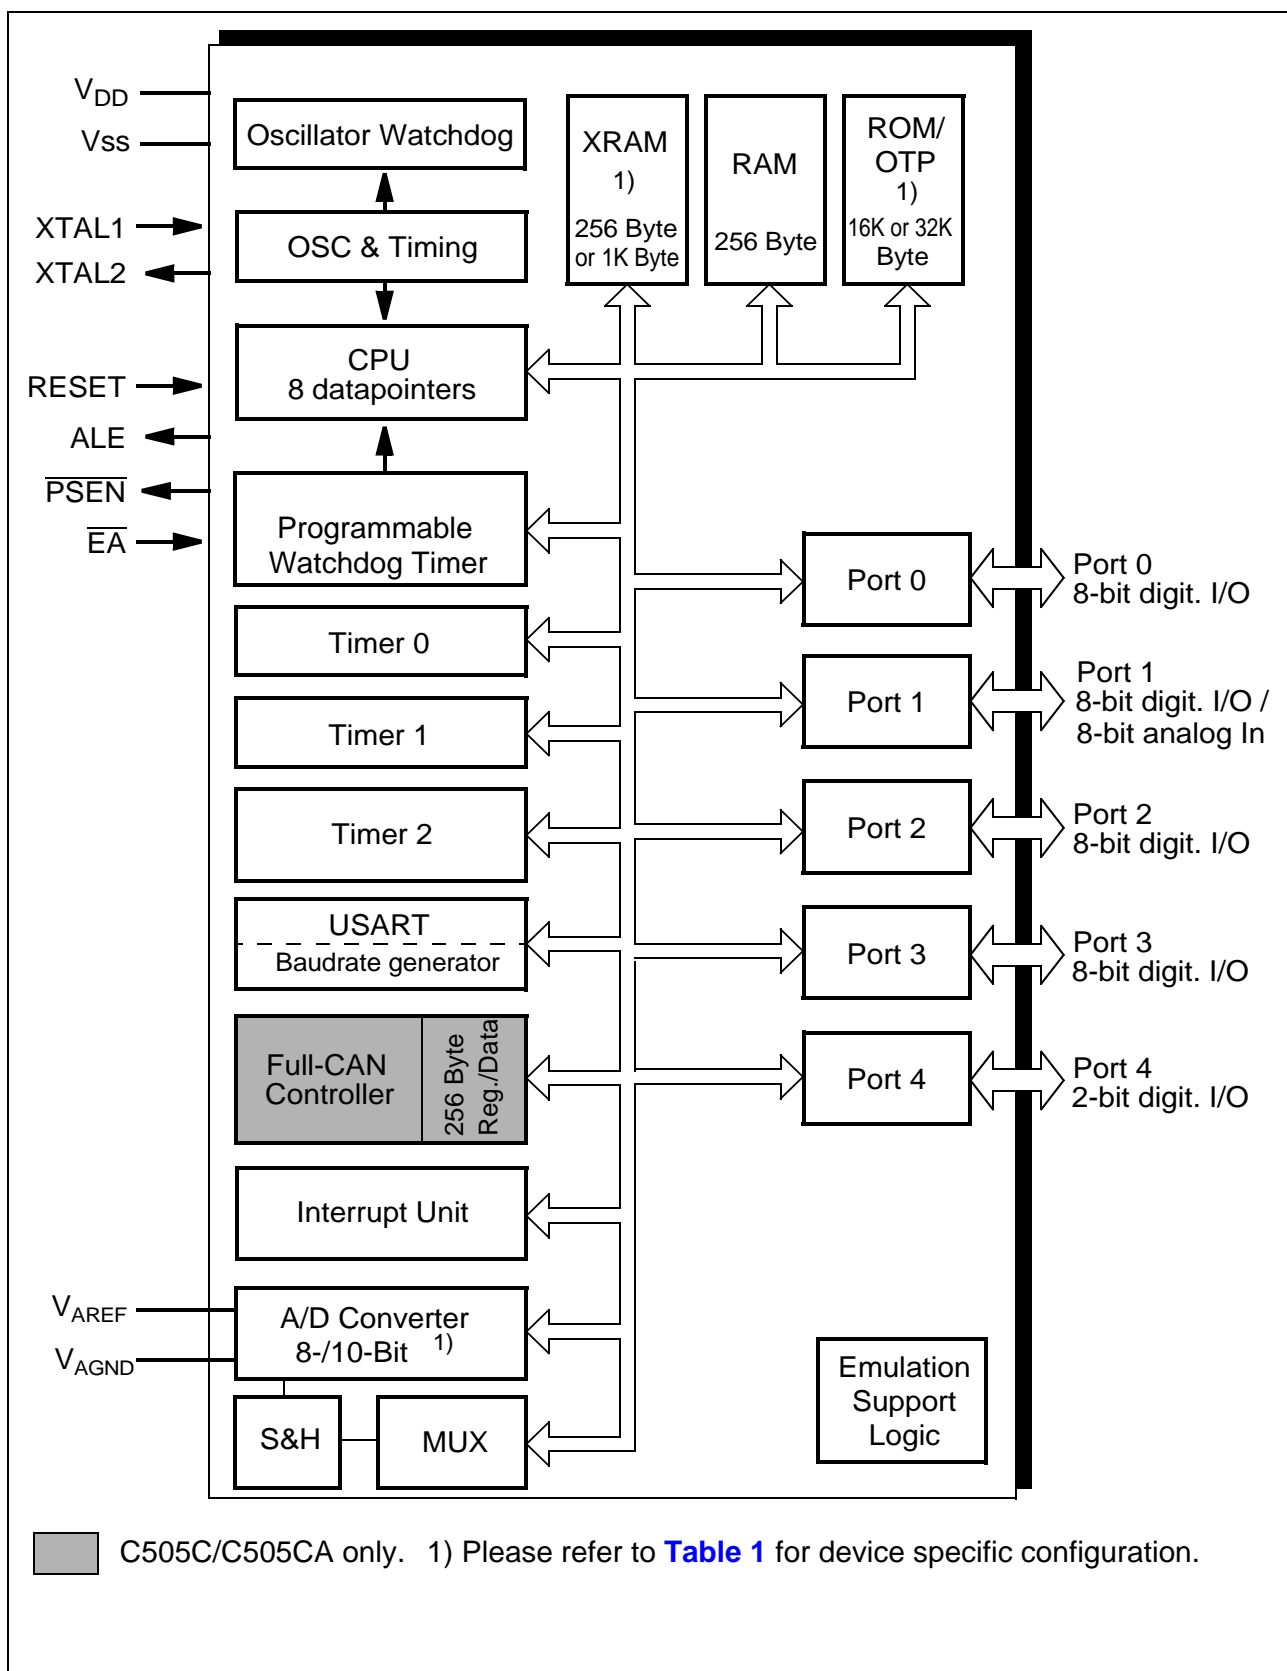 V_DD
Vss
XTAL1
XTAL2
RESET
ALE
PSEN
EA
V_AREF
V_AGND
Oscillator Watchdog
OSC & Timing
CPU
8 datapointers
Programmable
Watchdog Timer
Timer 0
Timer 1
Timer 2
USART
Baudrate generator
Full-CAN
Controller
256 Byte
Reg./Data
Interrupt Unit
A/D Converter
8-/10-Bit 1)
S&H
MUX
XRAM
1)
256 Byte
or 1K Byte
RAM
256 Byte
ROM/
OTP
1)
16K or 32K
Byte
Port 0
Port 1
Port 2
Port 3
Port 4
Port 0
8-bit digit. I/O
Port 1
8-bit digit. I/O /
8-bit analog In
Port 2
8-bit digit. I/O
Port 3
8-bit digit. I/O
Port 4
2-bit digit. I/O
Emulation
Support
Logic
C505C/C505CA only. 1) Please refer to Table 1 for device specific configuration.